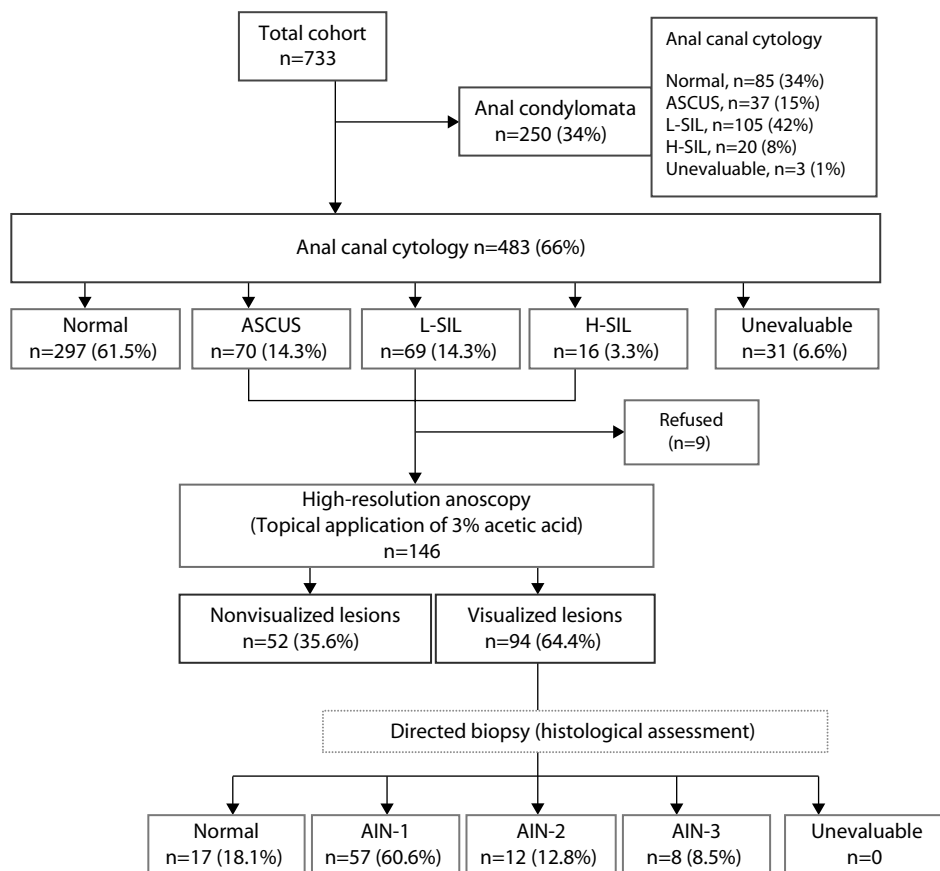 Total cohort
n=733
Anal canal cytology
Normal, n=85 (34%)
ASCUS, n=37 (15%)
L-SIL, n=105 (42%)
H-SIL, n=20 (8%)
Unevaluable, n=3 (1%)
Anal condylomata
n=250 (34%)
Anal canal cytology n=483 (66%)
Normal
n=297 (61.5%)
ASCUS
n=70 (14.3%)
L-SIL
n=69 (14.3%)
H-SIL
n=16 (3.3%)
Unevaluable
n=31 (6.6%)
Refused
(n=9)
High-resolution anoscopy
(Topical application of 3% acetic acid)
n=146
Nonvisualized lesions
n=52 (35.6%)
Visualized lesions
n=94 (64.4%)
Directed biopsy (histological assessment)
Normal
n=17 (18.1%)
AIN-1
n=57 (60.6%)
AIN-2
n=12 (12.8%)
AIN-3
n=8 (8.5%)
Unevaluable
n=0